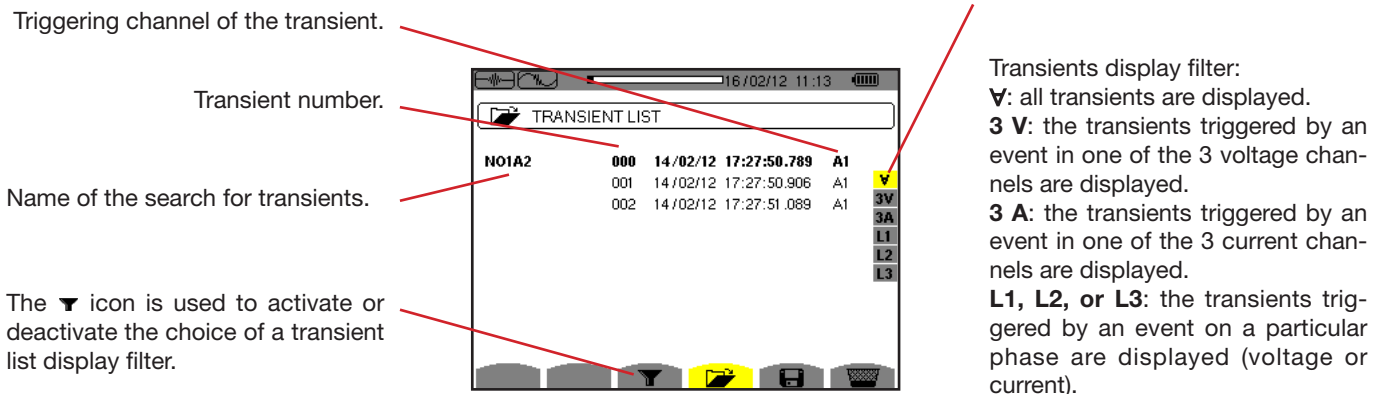 Triggering channel of the transient.
Transient number.
Name of the search for transients.
The icon is used to activate or
deactivate the choice of a transient
list display filter.
16/02/12 11:13
TRANSIENT LIST
NO1A2 000 14/02/12 17:27:50.789 A1
001 14/02/12 17:27:50.906 A1
002 14/02/12 17:27:51.089 A1
∀
3V
3A
L1
L2
L3
Transients display filter:
∀: all transients are displayed.
3 V: the transients triggered by an
event in one of the 3 voltage chan-
nels are displayed.
3 A: the transients triggered by an
event in one of the 3 current chan-
nels are displayed.
L1, L2, or L3: the transients trig-
gered by an event on a particular
phase are displayed (voltage or
current).